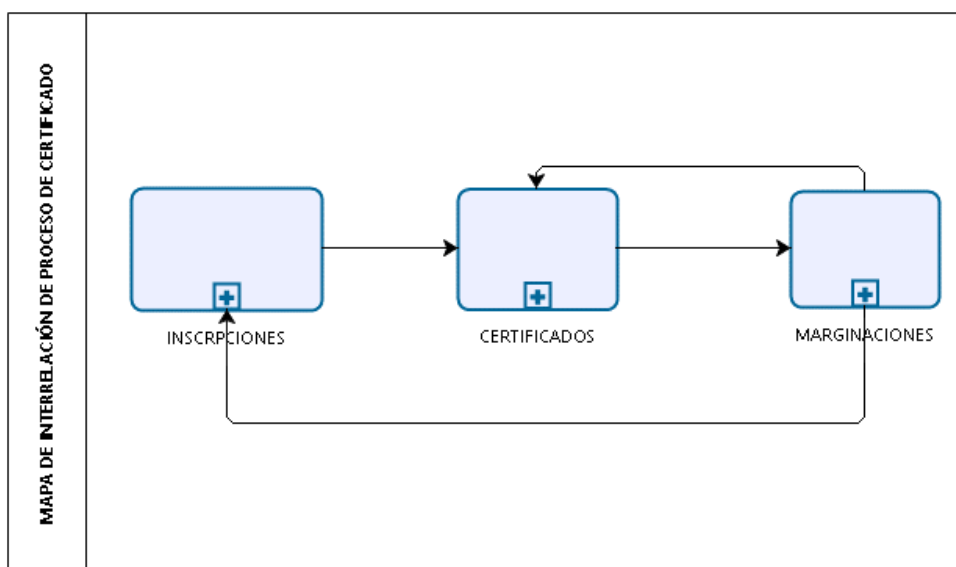 MAPA DE INTERRELACIÓN DE PROCESO DE CERTIFICADO
INSCRPCIONES
CERTIFICADOS
MARGINACIONES